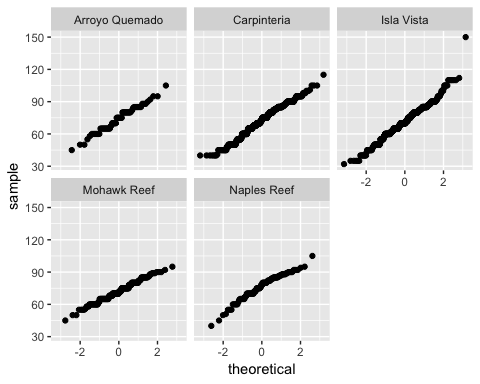 Arroyo Quemado Carpinteria Isla Vista
150
120
90
60
30
-2 0 2
Mohawk Reef Naples Reef
150
120
90
60
30
-2 0 2 -2 0 2
sample
theoretical